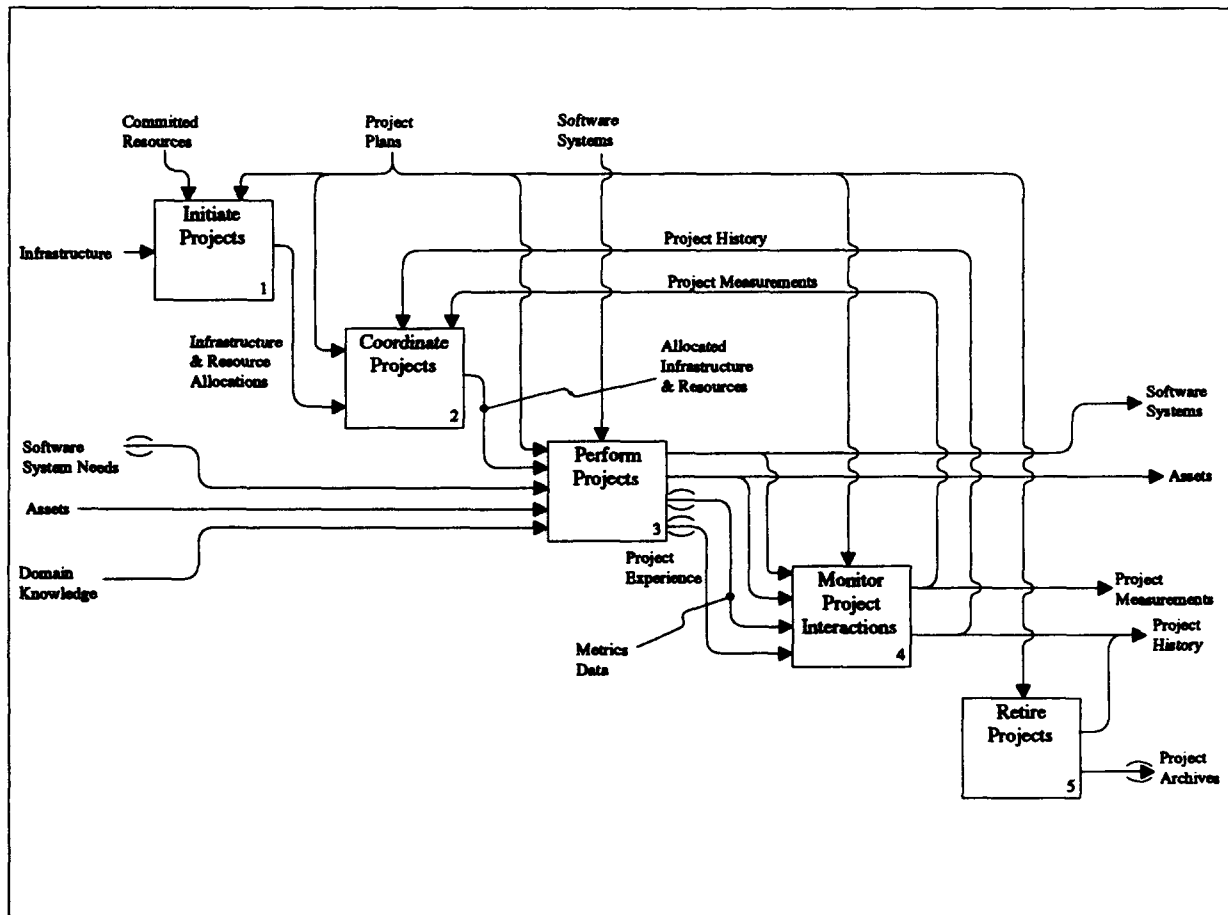 Committed
Resources
Project
Plans
Software
Systems
Initiate
Projects
1
Infrastructure
Project History
Project Measurements
Infrastructure
& Resource
Allocations
Coordinate
Projects
2
Allocated
Infrastructure
& Resources
Software
Systems
Software
System Needs
Perform
Projects
3
Assets
Assets
Domain
Knowledge
Project
Experience
Monitor
Project
Interactions
4
Project
Measurements
Project
History
Metrics
Data
Retire
Projects
5
Project
Archives